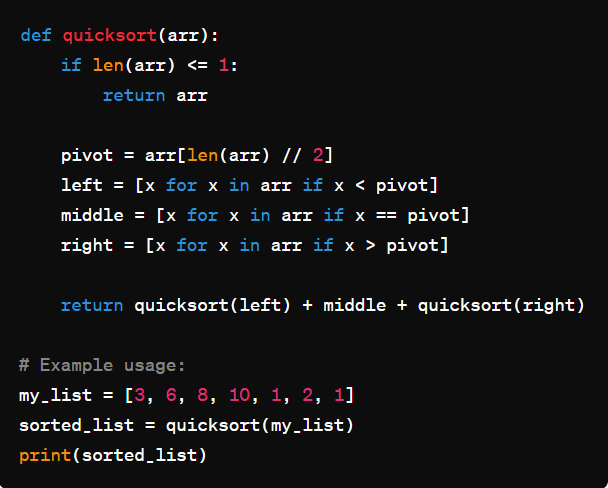 def quicksort(arr):
    if len(arr) <= 1:
        return arr

    pivot = arr[len(arr) // 2]
    left = [x for x in arr if x < pivot]
    middle = [x for x in arr if x == pivot]
    right = [x for x in arr if x > pivot]

    return quicksort(left) + middle + quicksort(right)

# Example usage:
my_list = [3, 6, 8, 10, 1, 2, 1]
sorted_list = quicksort(my_list)
print(sorted_list)